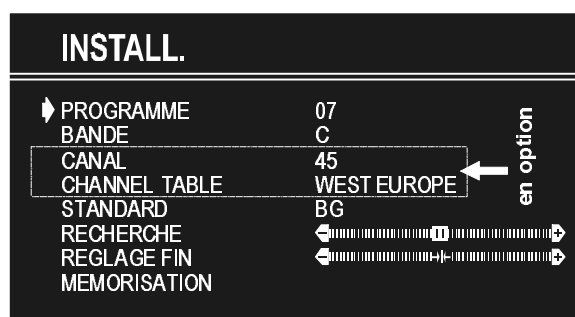 INSTALL.
PROGRAMME 07
BANDE C
CANAL 45
CHANNEL TABLE WEST EUROPE
STANDARD BG
RECHERCHE
REGLAGE FIN
MEMORISATION
en option